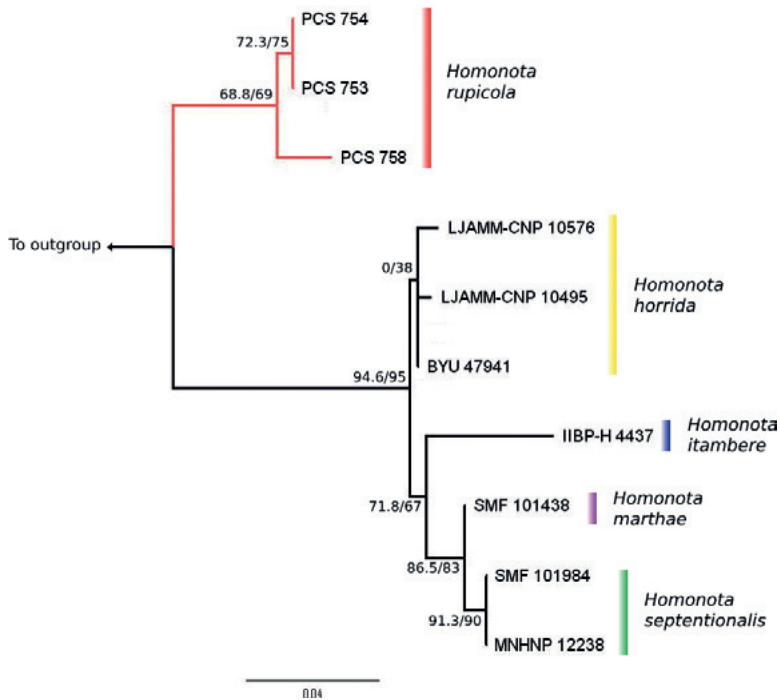 PCS 754
72.3/75
PCS 753
68.8/69
PCS 758
Homonota
rupicola
To outgroup
LJAMM-CNP 10576
0/38
LJAMM-CNP 10495
BYU 47941
Homonota
horrida
94.6/95
IIBP-H 4437
Homonota
itambere
71.8/67
SMF 101438
Homonota
marthae
86.5/83
SMF 101984
91.3/90
MNHNP 12238
Homonota
septentionalis
0.04